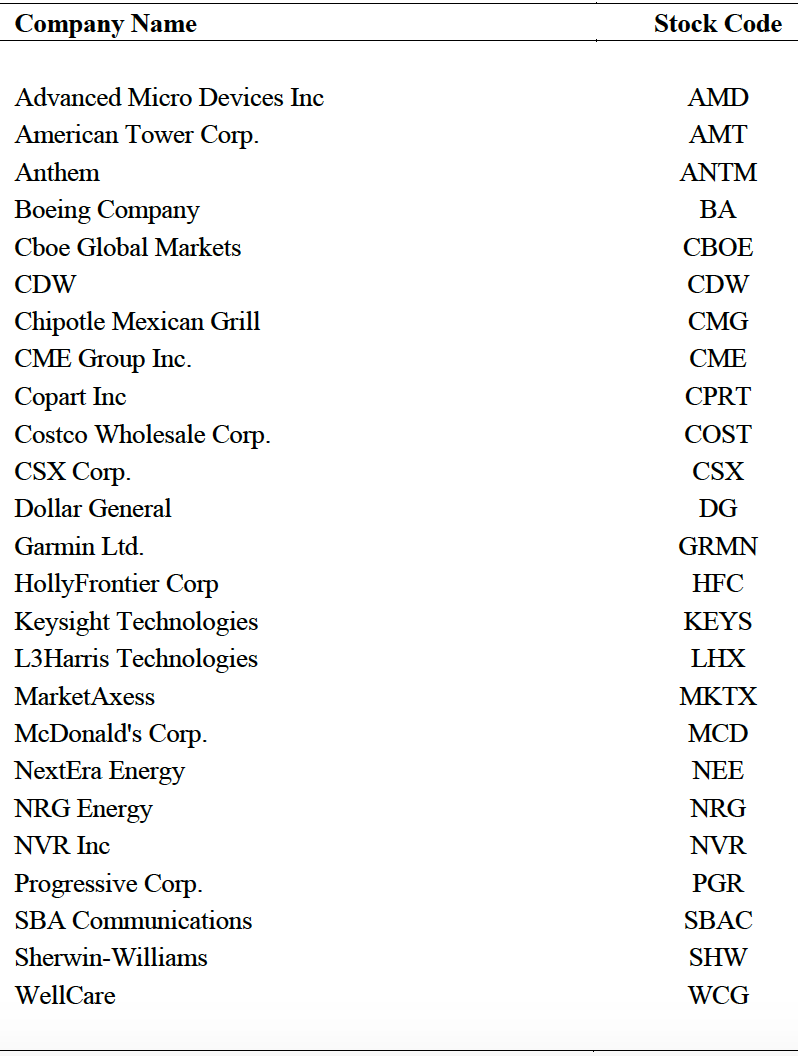 Company Name Stock Code
Advanced Micro Devices Inc AMD
American Tower Corp. AMT
Anthem ANTM
Boeing Company BA
Cboe Global Markets CBOE
CDW CDW
Chipotle Mexican Grill CMG
CME Group Inc. CME
Copart Inc CPRT
Costco Wholesale Corp. COST
CSX Corp. CSX
Dollar General DG
Garmin Ltd. GRMN
HollyFrontier Corp HFC
Keysight Technologies KEYS
L3Harris Technologies LHX
MarketAxess MKTX
McDonald's Corp. MCD
NextEra Energy NEE
NRG Energy NRG
NVR Inc NVR
Progressive Corp. PGR
SBA Communications SBAC
Sherwin-Williams SHW
WellCare WCG